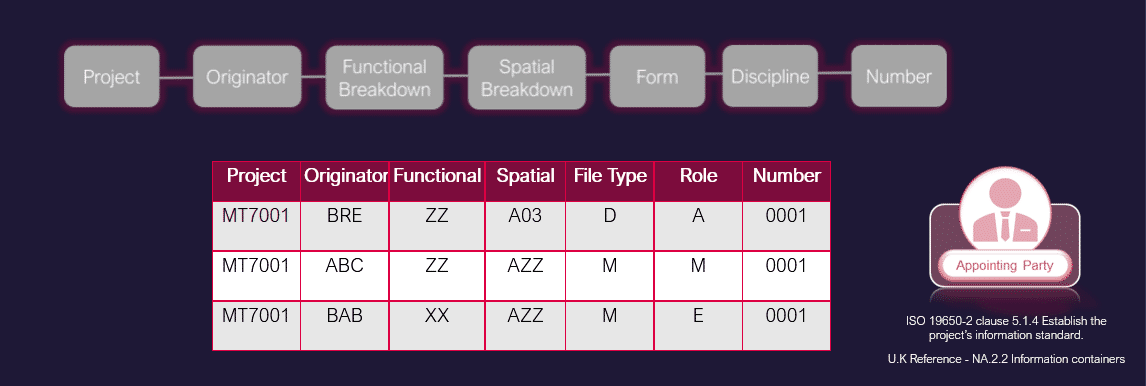 Project
Originator
Functional
Breakdown
Spatial
Breakdown
Form
Discipline
Number
Project Originator Functional Spatial File Type Role Number
MT7001 BRE ZZ A03 D A 0001
MT7001 ABC ZZ AZZ M M 0001
MT7001 BAB XX AZZ M E 0001
Appointing Party
ISO 19650-2 clause 5.1.4 Establish the
project's information standard.
U.K Reference - NA.2.2 Information containers